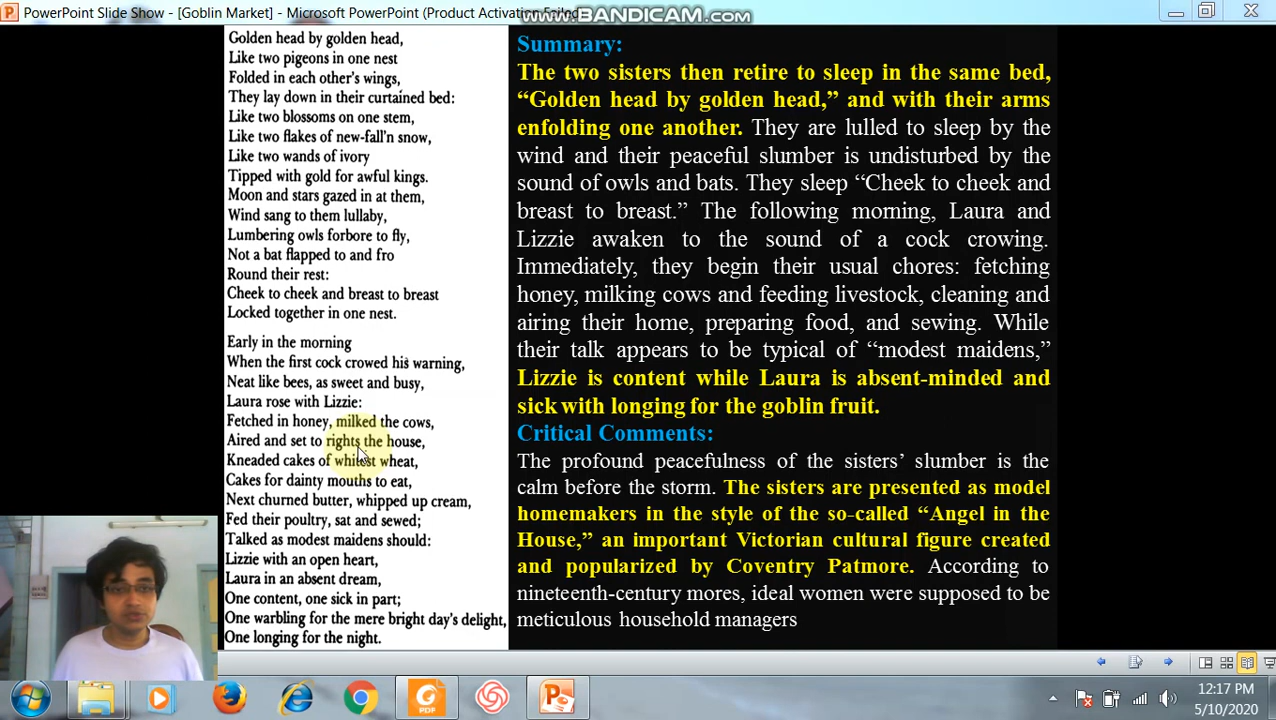 PowerPoint Slide Show - [Goblin Market] - Microsoft PowerPoint (Product Activation Failed
www.BANDICAM.com
Golden head by golden head,
Like two pigeons in one nest
Folded in each other's wings,
They lay down in their curtained bed:
Like two blossoms on one stem,
Like two flakes of new-fall'n snow,
Like two wands of ivory
Tipped with gold for awful kings.
Moon and stars gazed in at them,
Wind sang to them lullaby,
Lumbering owls forbore to fly,
Not a bat flapped to and fro
Round their rest:
Cheek to cheek and breast to breast
Locked together in one nest.
Early in the morning
When the first cock crowed his warning,
Neat like bees, as sweet and busy,
Laura rose with Lizzie:
Fetched in honey, milked the cows,
Aired and set to rights the house,
Kneaded cakes of whitest wheat,
Cakes for dainty mouths to eat,
Next churned butter, whipped up cream,
Fed their poultry, sat and sewed;
Talked as modest maidens should:
Lizzie with an open heart,
Laura in an absent dream,
One content, one sick in part;
One warbling for the mere bright day's delight,
One longing for the night.
Summary:
The two sisters then retire to sleep in the same bed,
“Golden head by golden head,” and with their arms
enfolding one another. They are lulled to sleep by the
wind and their peaceful slumber is undisturbed by the
sound of owls and bats. They sleep “Cheek to cheek and
breast to breast.” The following morning, Laura and
Lizzie awaken to the sound of a cock crowing.
Immediately, they begin their usual chores: fetching
honey, milking cows and feeding livestock, cleaning and
airing their home, preparing food, and sewing. While
their talk appears to be typical of “modest maidens,”
Lizzie is content while Laura is absent-minded and
sick with longing for the goblin fruit.
Critical Comments:
The profound peacefulness of the sisters’ slumber is the
calm before the storm. The sisters are presented as model
homemakers in the style of the so-called “Angel in the
House,” an important Victorian cultural figure created
and popularized by Coventry Patmore. According to
nineteenth-century mores, ideal women were supposed to be
meticulous household managers
12:17 PM
5/10/2020